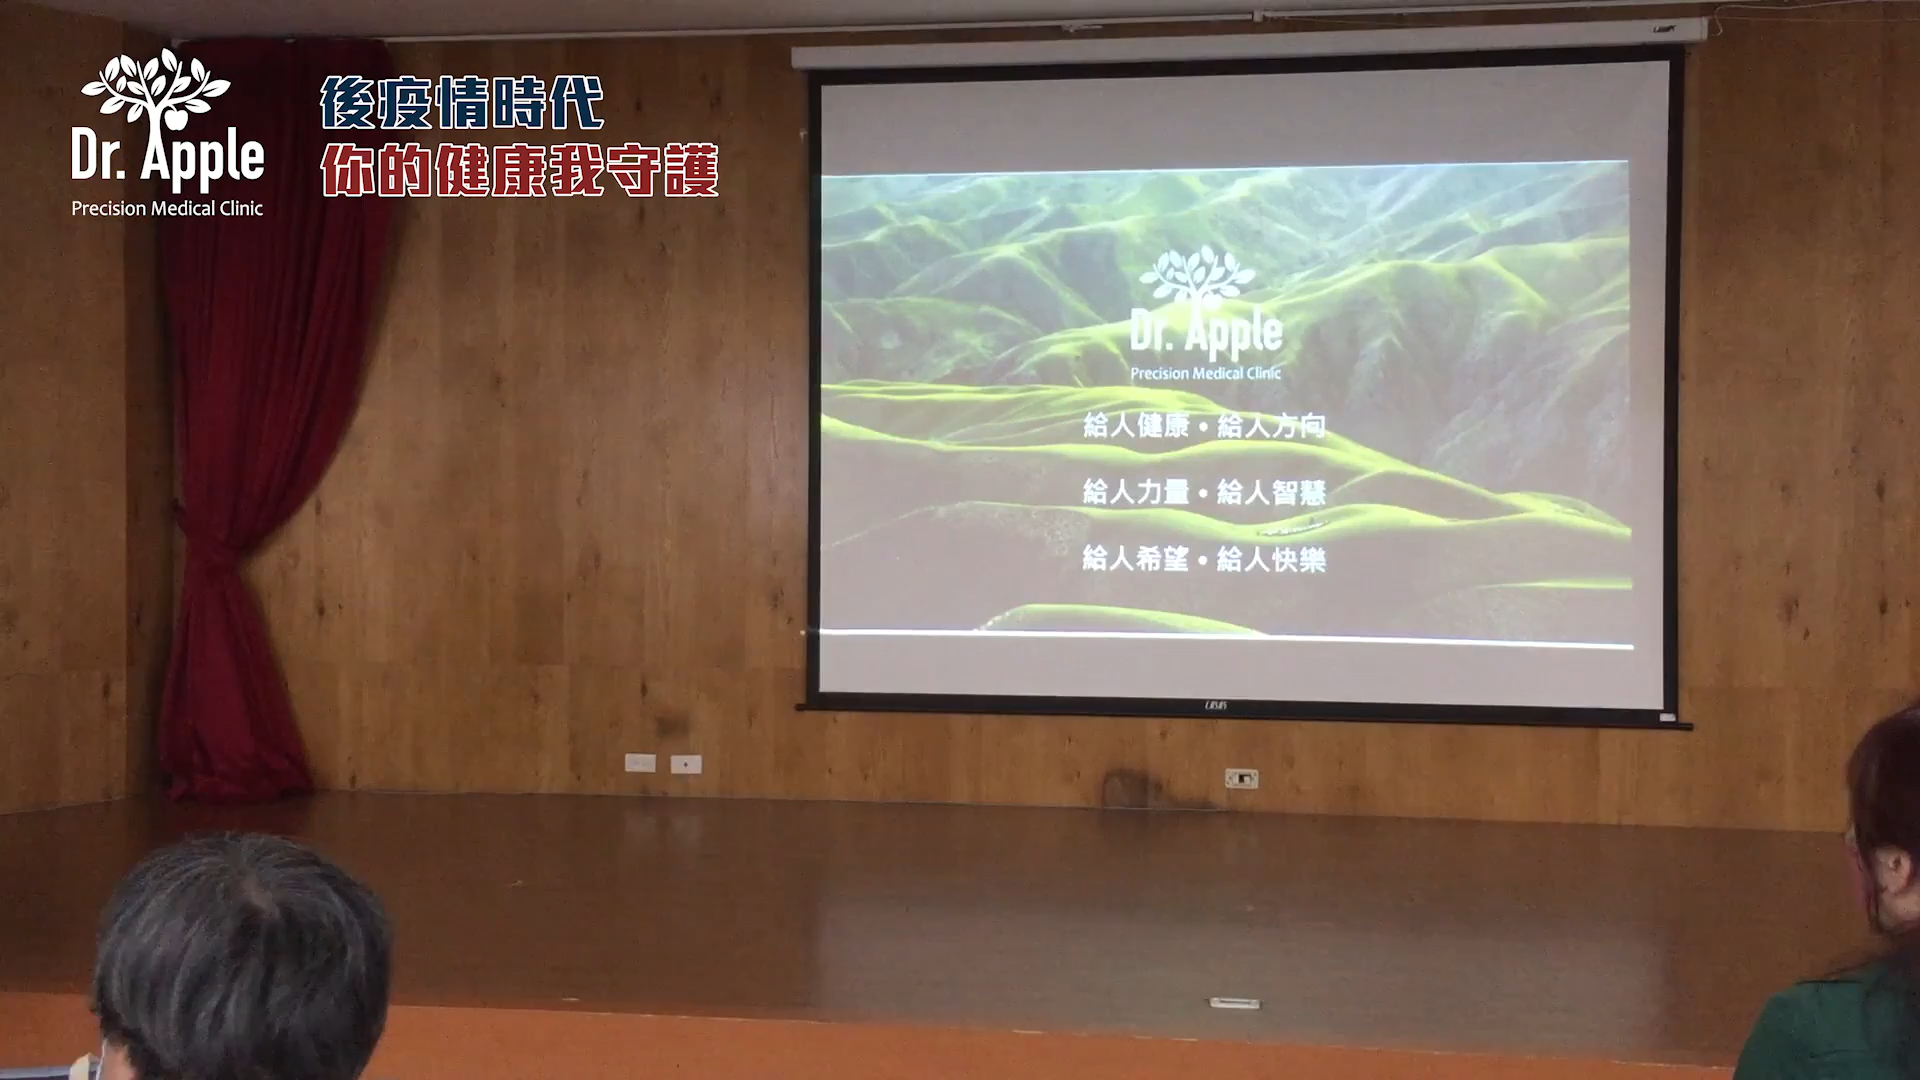 Dr. Apple
Precision Medical Clinic
後疫情時代
你的健康我守護
Dr. Apple
Precision Medical Clinic
給人健康•給人方向
給人力量•給人智慧
給人希望•給人快樂